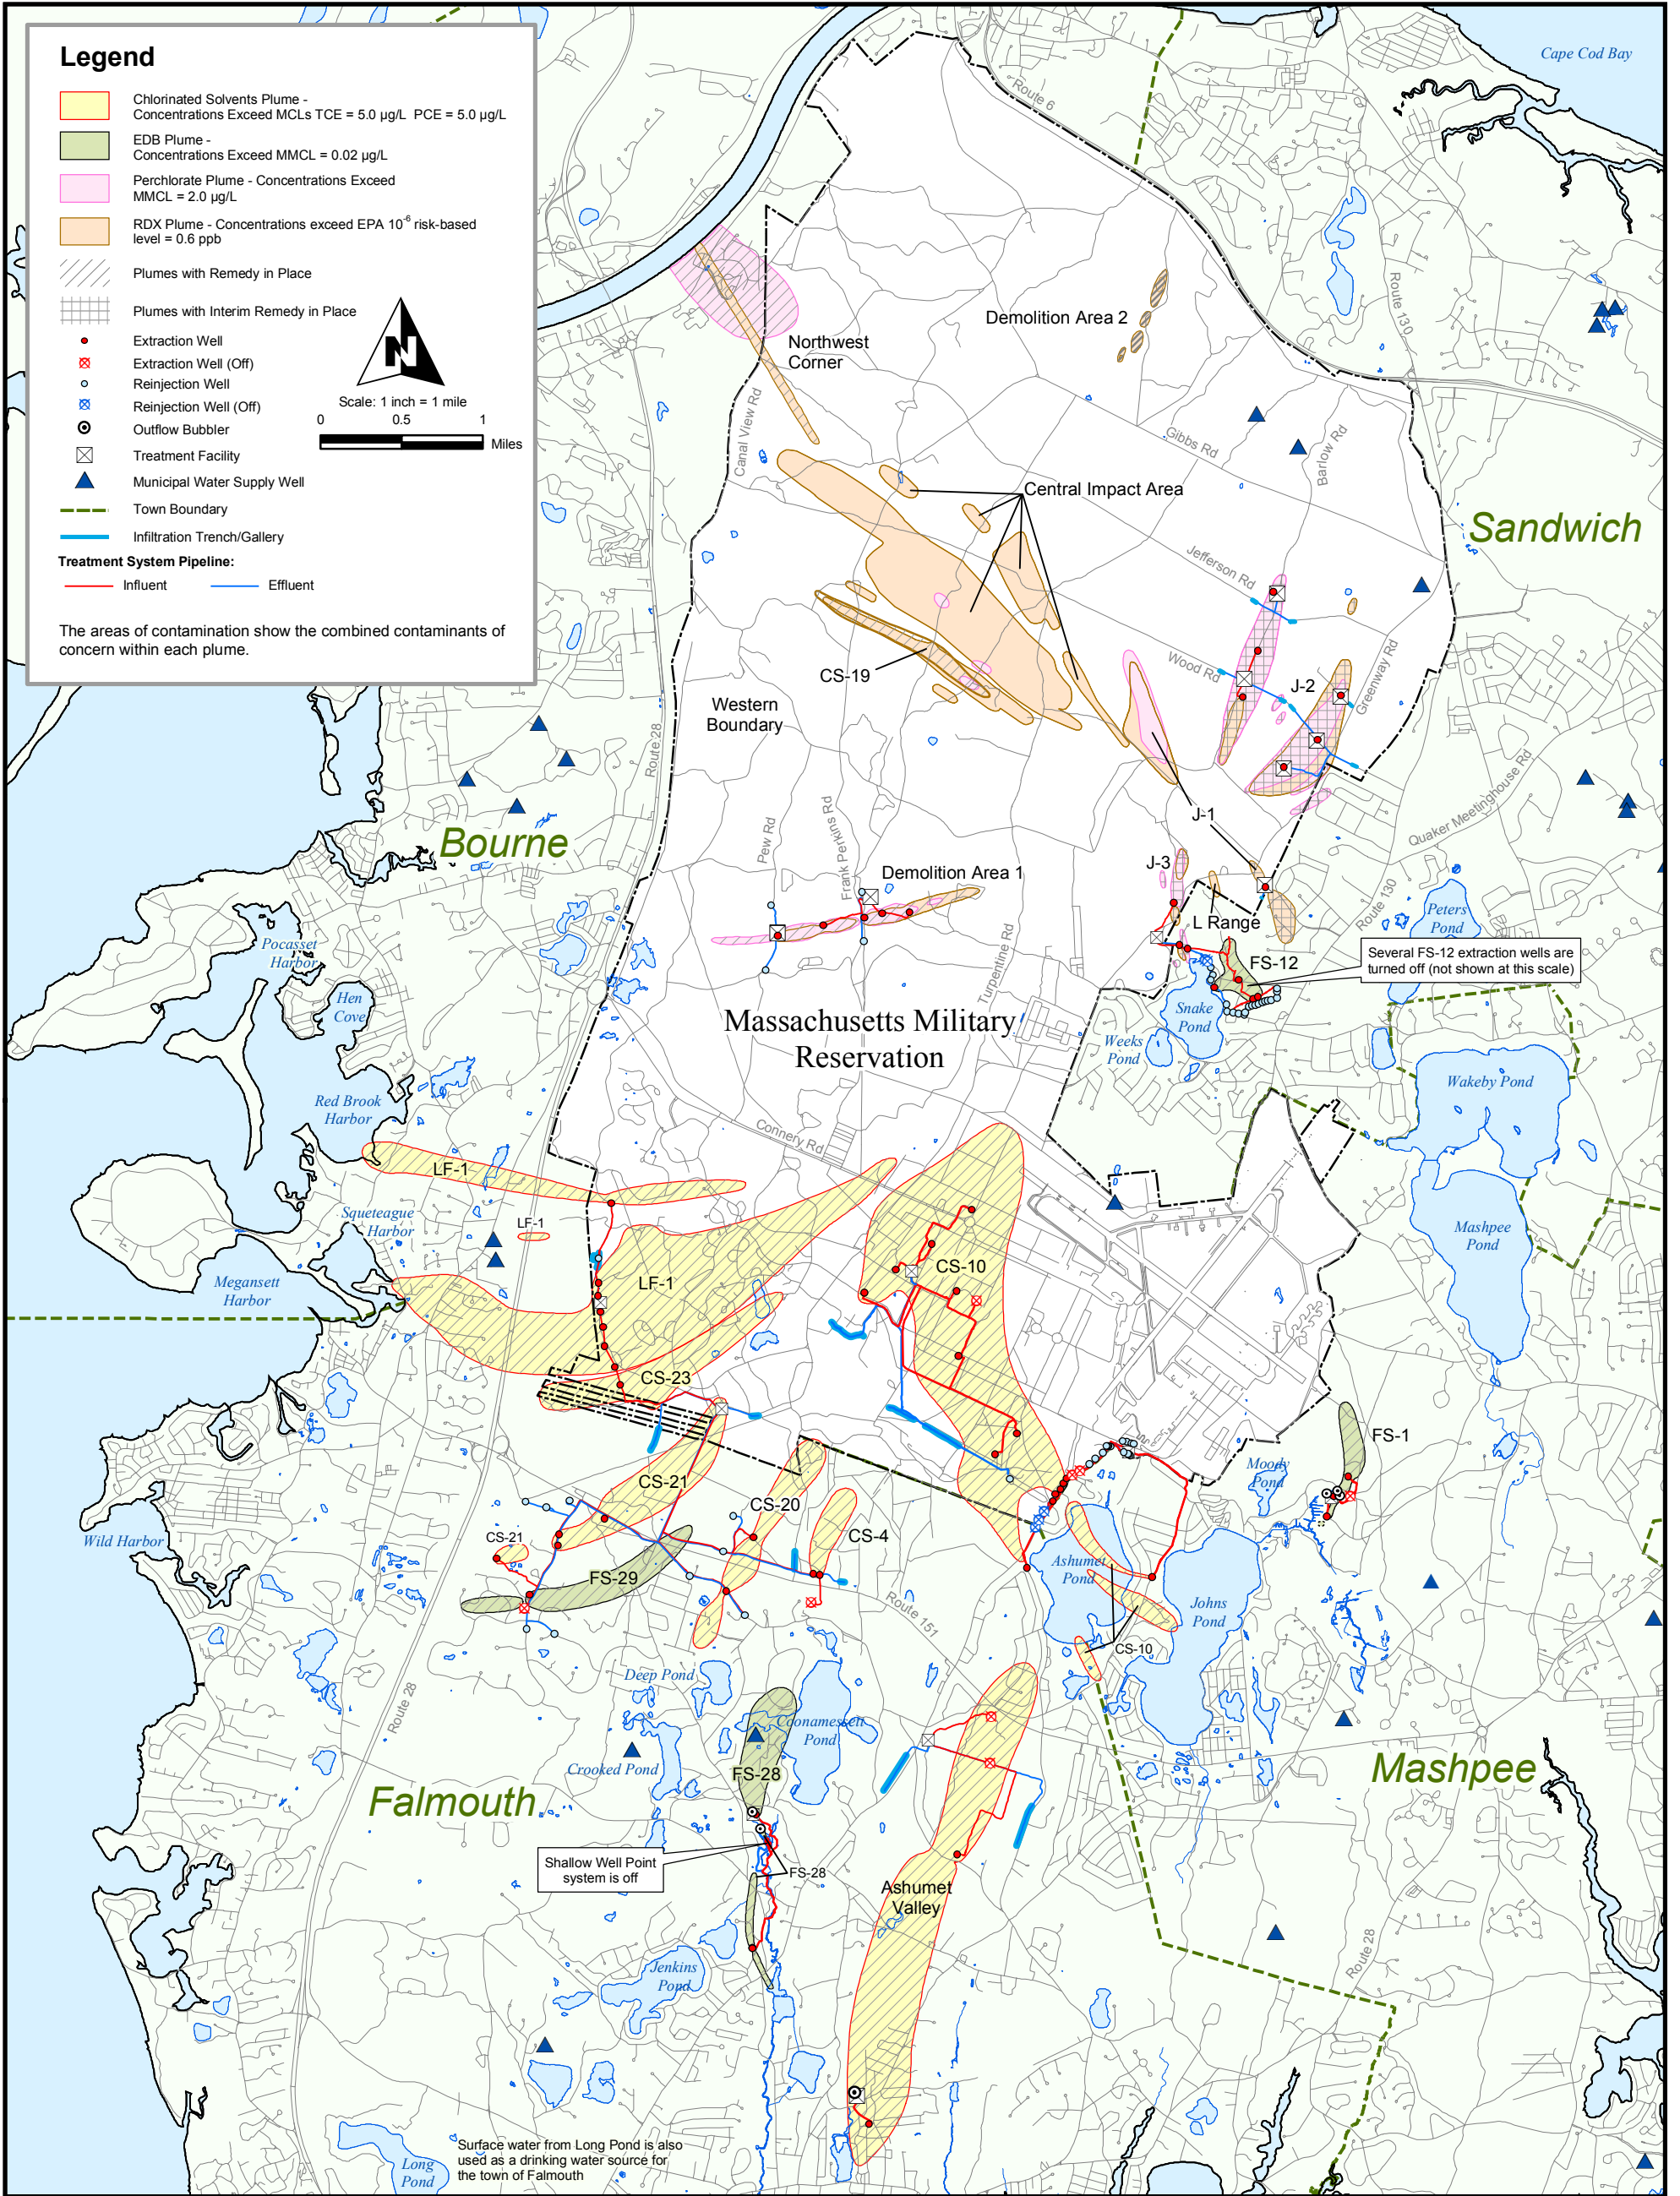 Legend
Chlorinated Solvents Plume -
Concentrations Exceed MCLs TCE = 5.0 µg/L  PCE = 5.0 µg/L
EDB Plume -
Concentrations Exceed MMCL = 0.02 µg/L
Perchlorate Plume - Concentrations Exceed
MMCL = 2.0 µg/L
RDX Plume - Concentrations exceed EPA 10⁻⁶ risk-based
level = 0.6 ppb
Plumes with Remedy in Place
Plumes with Interim Remedy in Place
Extraction Well
Extraction Well (Off)
Reinjection Well
Reinjection Well (Off)
Outflow Bubbler
Treatment Facility
Municipal Water Supply Well
Town Boundary
Infiltration Trench/Gallery
Treatment System Pipeline:
Influent
Effluent
The areas of contamination show the combined contaminants of
concern within each plume.
N
Scale: 1 inch = 1 mile
0 0.5 1
Miles
Cape Cod Bay
Route 6
Route 130
Demolition Area 2
Northwest
Corner
Canal View Rd
Gibbs Rd
Barlow Rd
Central Impact Area
Sandwich
Jefferson Rd
Wood Rd
Greenway Rd
J-2
CS-19
Western
Boundary
Route 28
Quaker Meetinghouse Rd
J-1
Bourne
Pew Rd
Frank Perkins Rd
Demolition Area 1
J-3
L Range
Route 130
Peters
Pond
FS-12
Several FS-12 extraction wells are
turned off (not shown at this scale)
Turpentine Rd
Snake
Pond
Weeks
Pond
Pocasset
Harbor
Hen
Cove
Massachusetts Military
Reservation
Wakeby Pond
Red Brook
Harbor
Connery Rd
LF-1
LF-1
Squeteague
Harbor
Mashpee
Pond
Megansett
Harbor
LF-1
CS-10
CS-23
FS-1
Moody
Pond
CS-21
CS-20
CS-4
CS-21
Wild Harbor
FS-29
Ashumet
Pond
Johns
Pond
Route 151
CS-10
Deep Pond
Route 28
Coonamessett
Pond
Crooked Pond
FS-28
Falmouth
Mashpee
Shallow Well Point
system is off
FS-28
Ashumet
Valley
Jenkins
Pond
Route 28
Surface water from Long Pond is also
used as a drinking water source for
the town of Falmouth
Long
Pond